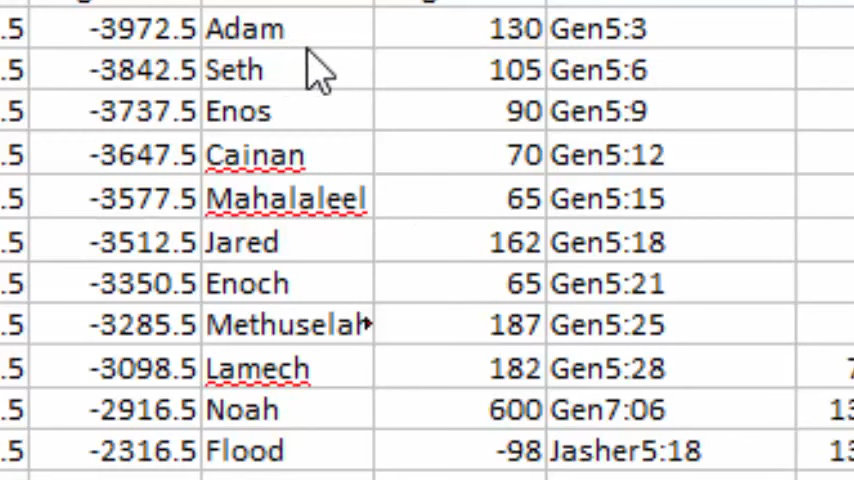 .5 -3972.5 Adam 130 Gen5:3
.5 -3842.5 Seth 105 Gen5:6
.5 -3737.5 Enos 90 Gen5:9
.5 -3647.5 Cainan 70 Gen5:12
.5 -3577.5 Mahalaleel 65 Gen5:15
.5 -3512.5 Jared 162 Gen5:18
.5 -3350.5 Enoch 65 Gen5:21
.5 -3285.5 Methuselah 187 Gen5:25
.5 -3098.5 Lamech 182 Gen5:28 7
.5 -2916.5 Noah 600 Gen7:06 13
.5 -2316.5 Flood -98 Jasher5:18 13